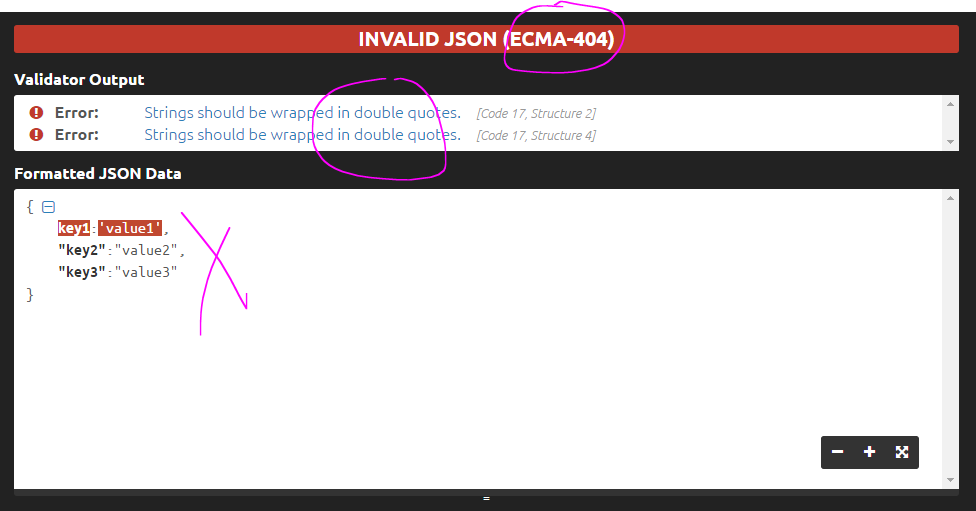 INVALID JSON (ECMA-404)
Validator Output
Error: Strings should be wrapped in double quotes. [Code 17, Structure 2]
Error: Strings should be wrapped in double quotes. [Code 17, Structure 4]
Formatted JSON Data
{
key1:'value1',
"key2":"value2",
"key3":"value3"
}